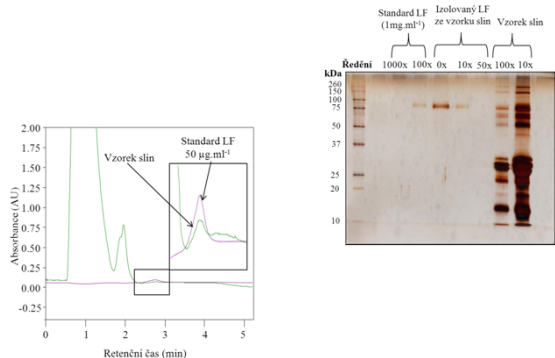 Standard LF
(1mg.ml-1)
Izolovaný LF
ze vzorku slin
Vzorek slin
Ředění 1000x 100x 0x 10x 50x 100x 10x
kDa
260
150
100
75
50
37
25
20
10
2.00
1.75
1.50
1.25
1.00
0.75
0.50
0.25
0.00
-0.25
Absorbance (AU)
Vzorek slin
Standard LF
50 µg.ml-1
0 1 2 3 4 5
Retenční čas (min)